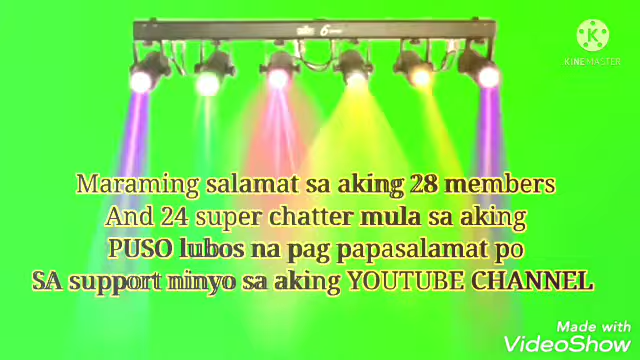 KINEMASTER
Maraming salamat sa aking 28 members
And 24 super chatter mula sa aking
PUSO lubos na pag papasalamat po
SA support ninyo sa aking YOUTUBE CHANNEL
Made with
VideoShow